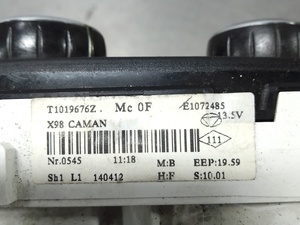 T1019676Z. Mc 0F E1072485
X98 CAMAN 13.5V
111
Nr.0545 11:18 M:B EEP:19.59
Sh1 L1 140412 H:F S:10.01